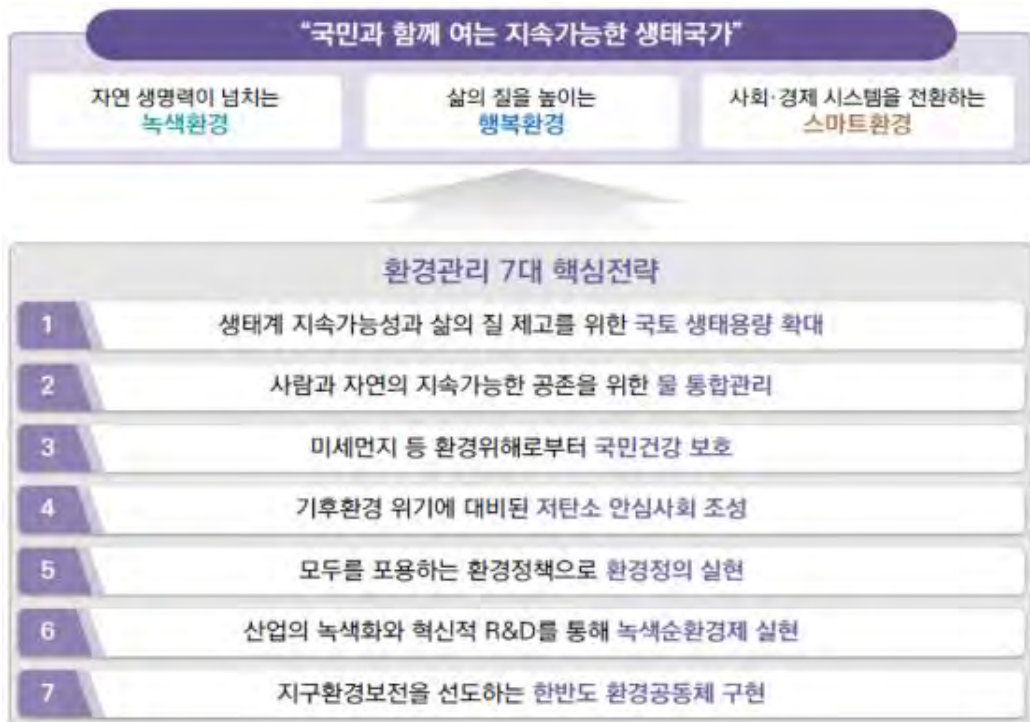 “국민과 함께 여는 지속가능한 생태국가”
자연 생명력이 넘치는
녹색환경
삶의 질을 높이는
행복환경
사회·경제 시스템을 전환하는
스마트환경
환경관리 7대 핵심전략
1 생태계 지속가능성과 삶의 질 제고를 위한 국토 생태용량 확대
2 사람과 자연의 지속가능한 공존을 위한 물 통합관리
3 미세먼지 등 환경위해로부터 국민건강 보호
4 기후환경 위기에 대비된 저탄소 안심사회 조성
5 모두를 포용하는 환경정책으로 환경정의 실현
6 산업의 녹색화와 혁신적 R&D를 통해 녹색순환경제 실현
7 지구환경보전을 선도하는 한반도 환경공동체 구현